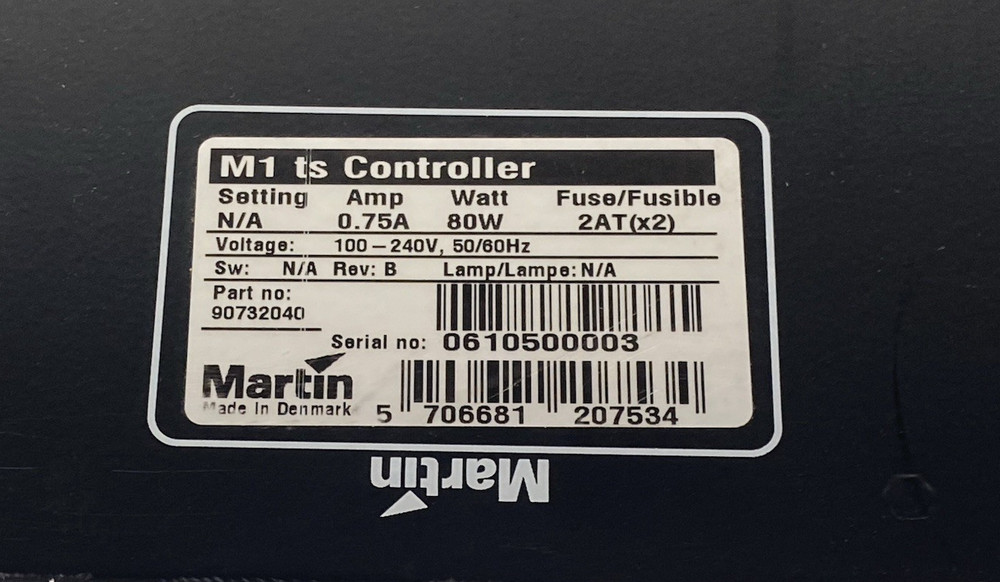 M1 ts Controller
Setting Amp Watt Fuse/Fusible
N/A 0.75A 80W 2AT(x2)
Voltage: 100-240V, 50/60Hz
Sw: N/A Rev: B Lamp/Lampe: N/A
Part no:
90732040
Serial no: 0610500003
Martin
Made In Denmark
5 706681 207534
Martin